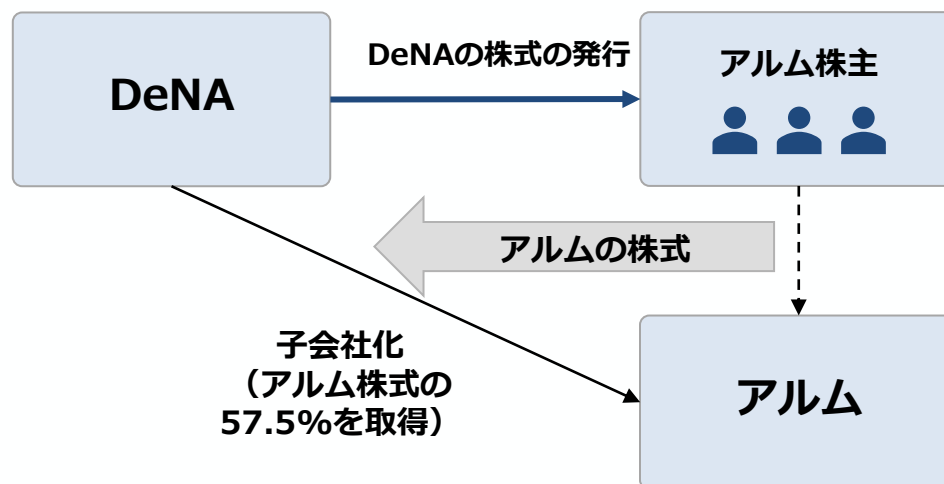 DeNA
DeNAの株式の発行
アルム株主
アルムの株式
子会社化
（アルム株式の
57.5%を取得）
アルム